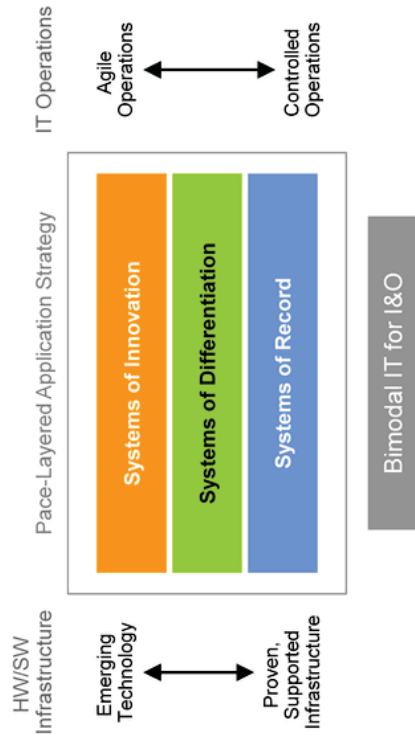 HW/SW
Infrastructure
Pace-Layered Application Strategy
IT Operations
Emerging
Technology
Systems of Innovation
Agile
Operations
Systems of Differentiation
Proven,
Supported
Infrastructure
Systems of Record
Controlled
Operations
Bimodal IT for I&O